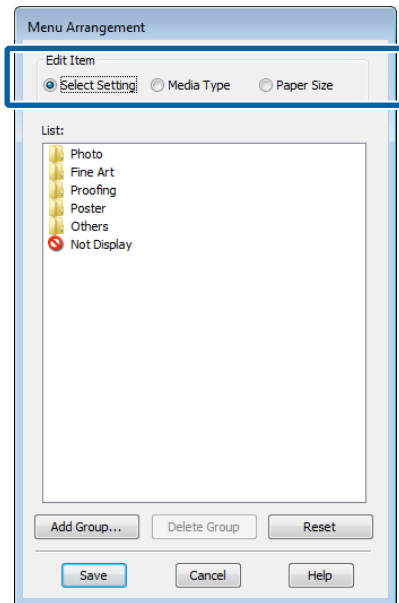 Menu Arrangement
Edit Item
Select Setting Media Type Paper Size
List:
Photo
Fine Art
Proofing
Poster
Others
Not Display
Add Group... Delete Group Reset
Save Cancel Help